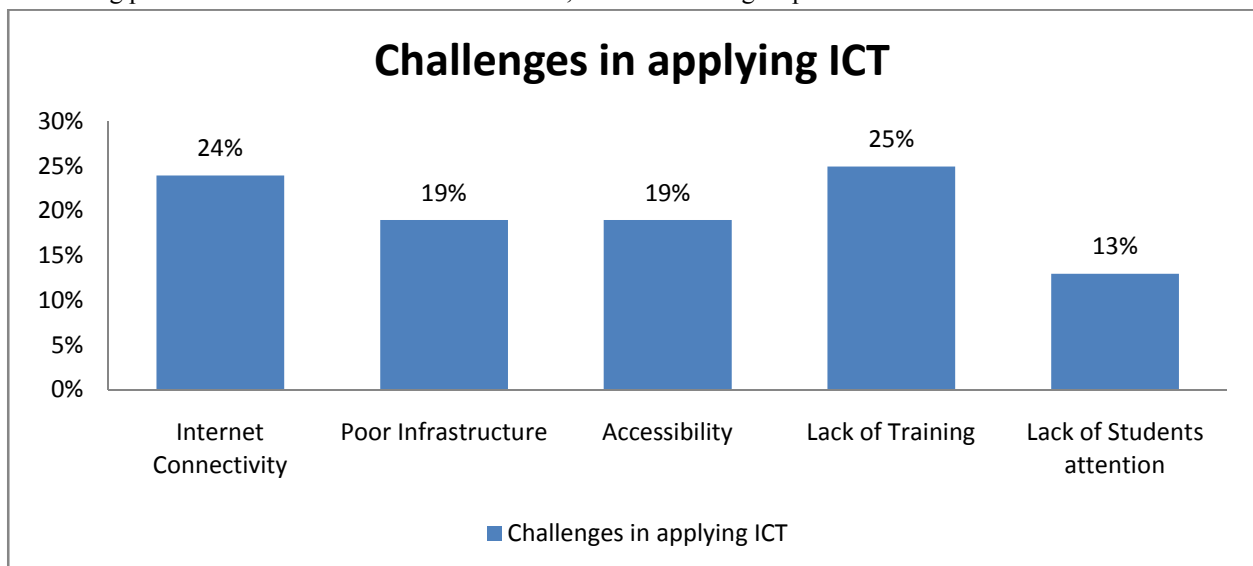 Challenges in applying ICT
30%
25%
20%
15%
10%
5%
0%
24%
19%
19%
25%
13%
Internet
Connectivity
Poor Infrastructure
Accessibility
Lack of Training
Lack of Students
attention
Challenges in applying ICT